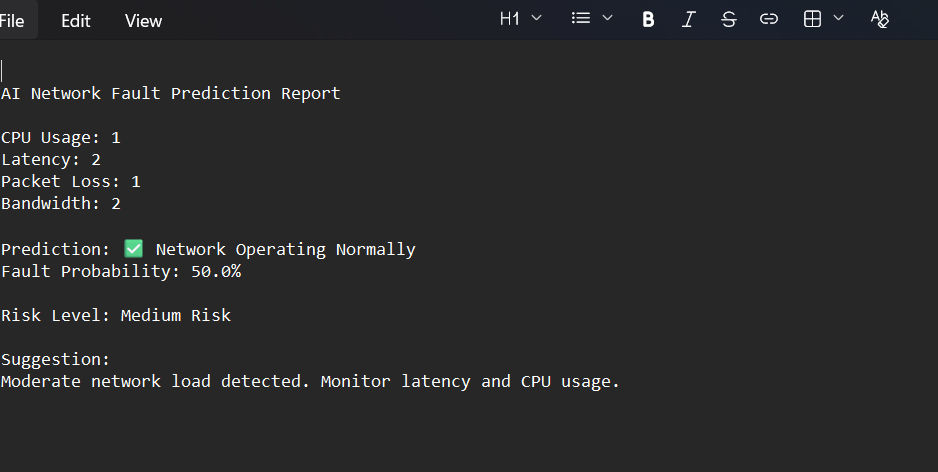 File Edit View H1 B I S Ab
AI Network Fault Prediction Report
CPU Usage: 1
Latency: 2
Packet Loss: 1
Bandwidth: 2
Prediction: ✅ Network Operating Normally
Fault Probability: 50.0%
Risk Level: Medium Risk
Suggestion:
Moderate network load detected. Monitor latency and CPU usage.